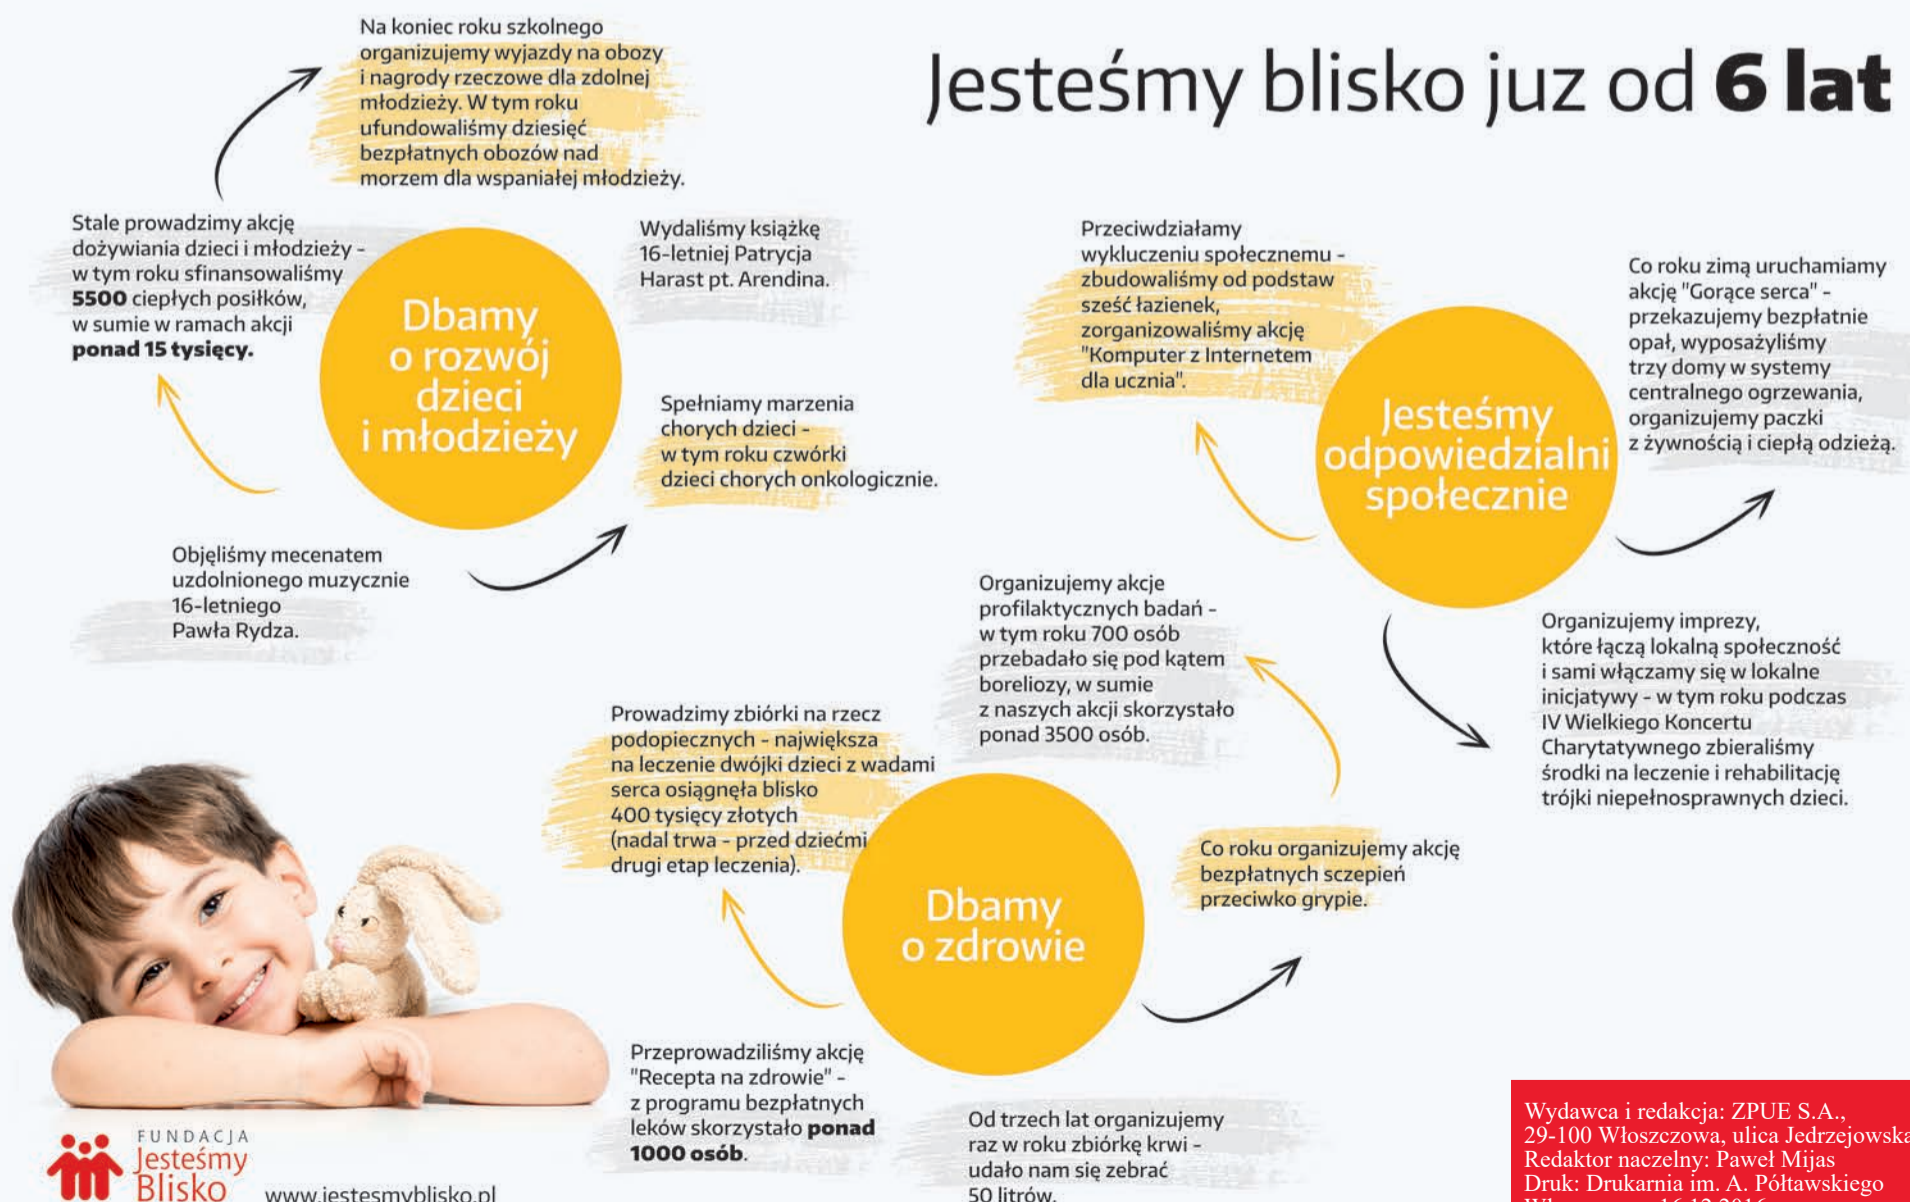 Jesteśmy blisko juz od 6 lat
Na koniec roku szkolnego
organizujemy wyjazdy na obozy
i nagrody rzeczowe dla zdolnej
młodzieży. W tym roku
ufundowaliśmy dziesięć
bezpłatnych obozów nad
morzem dla wspaniałej młodzieży.
Stale prowadzimy akcję
dożywiania dzieci i młodzieży -
w tym roku sfinansowaliśmy
5500 ciepłych posiłków,
w sumie w ramach akcji
ponad 15 tysięcy.
Dbamy
o rozwój
dzieci
i młodzieży
Wydaliśmy książkę
16-letniej Patrycja
Harast pt. Arendina.
Spełniamy marzenia
chorych dzieci -
w tym roku czwórki
dzieci chorych onkologicznie.
Objęliśmy mecenatem
uzdolnionego muzycznie
16-letniego
Pawła Rydza.
Przeciwdziałamy
wykluczeniu społecznemu -
zbudowaliśmy od podstaw
sześć łazienek,
zorganizowaliśmy akcję
"Komputer z Internetem
dla ucznia".
Jesteśmy
odpowiedzialni
społecznie
Co roku zimą uruchamiamy
akcję "Gorące serca" -
przekazujemy bezpłatnie
opał, wyposażyliśmy
trzy domy w systemy
centralnego ogrzewania,
organizujemy paczki
z żywnością i ciepłą odzieżą.
Organizujemy imprezy,
które łączą lokalną społeczność
i sami włączamy się w lokalne
inicjatywy - w tym roku podczas
IV Wielkiego Koncertu
Charytatywnego zbieraliśmy
środki na leczenie i rehabilitację
trójki niepełnosprawnych dzieci.
Organizujemy akcje
profilaktycznych badań -
w tym roku 700 osób
przebadało się pod kątem
boreliozy, w sumie
z naszych akcji skorzystało
ponad 3500 osób.
Prowadzimy zbiórki na rzecz
podopiecznych - największa
na leczenie dwójki dzieci z wadami
serca osiągnęła blisko
400 tysięcy złotych
(nadal trwa - przed dziećmi
drugi etap leczenia).
Dbamy
o zdrowie
Co roku organizujemy akcję
bezpłatnych sczepień
przeciwko grypie.
Przeprowadziliśmy akcję
"Recepta na zdrowie" -
z programu bezpłatnych
leków skorzystało ponad
1000 osób.
Od trzech lat organizujemy
raz w roku zbiórkę krwi -
udało nam się zebrać
50 litrów.
FUNDACJA
Jesteśmy
Blisko
www.jestesmyblisko.pl
Wydawca i redakcja: ZPUE S.A.,
29-100 Włoszczowa, ulica Jedrzejowska
Redaktor naczelny: Paweł Mijas
Druk: Drukarnia im. A. Półtawskiego
16.12.2016